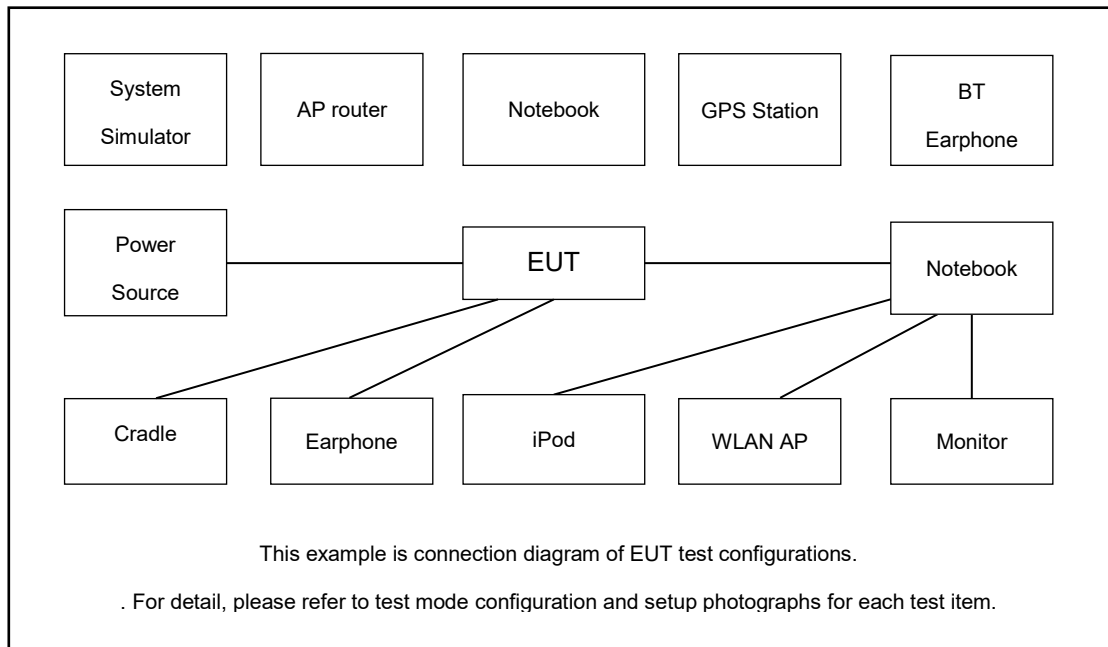 System
Simulator
AP router
Notebook
GPS Station
BT
Earphone
Power
Source
EUT
Notebook
Cradle
Earphone
iPod
WLAN AP
Monitor
This example is connection diagram of EUT test configurations.
. For detail, please refer to test mode configuration and setup photographs for each test item.